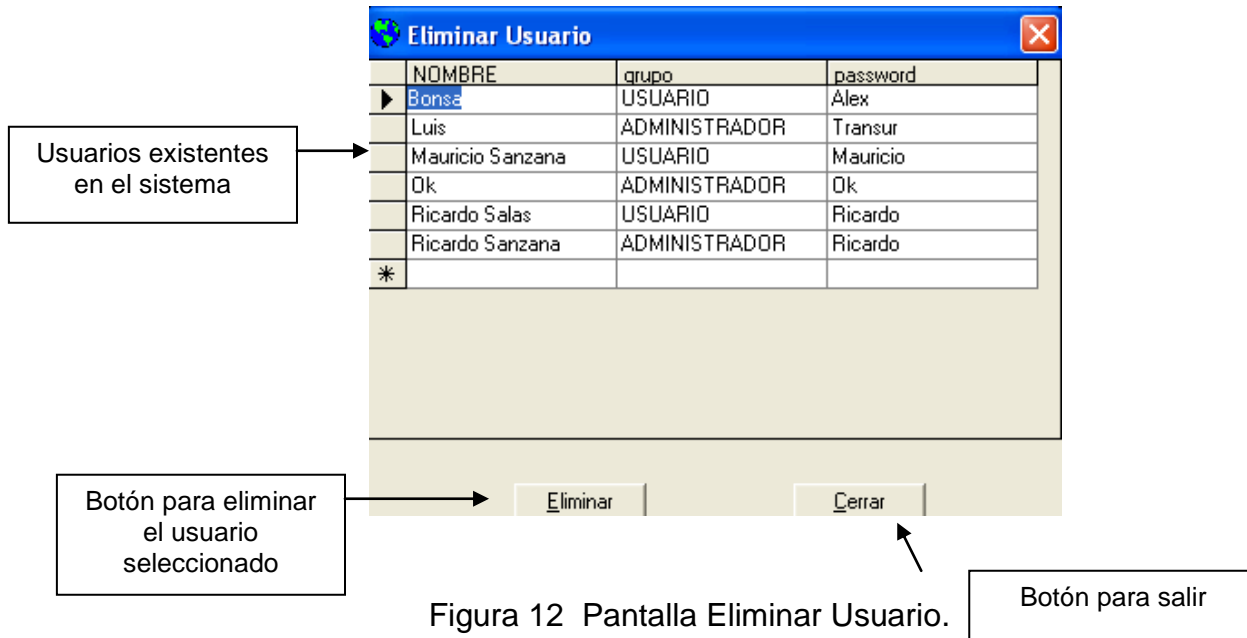 Eliminar Usuario
NOMBRE grupo password
Bonsa USUARIO Alex
Luis ADMINISTRADOR Transur
Mauricio Sanzana USUARIO Mauricio
Ok ADMINISTRADOR Ok
Ricardo Salas USUARIO Ricardo
Ricardo Sanzana ADMINISTRADOR Ricardo
Usuarios existentes
en el sistema
Eliminar Cerrar
Botón para eliminar
el usuario
seleccionado
Botón para salir
Figura 12 Pantalla Eliminar Usuario.